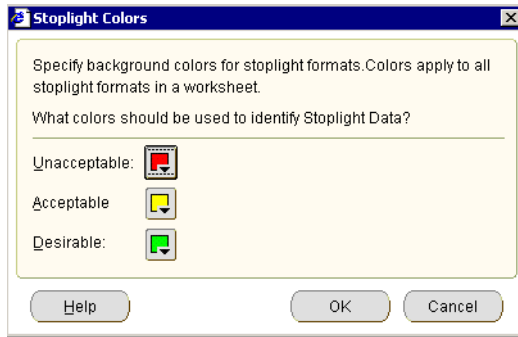 Stoplight Colors
Specify background colors for stoplight formats.Colors apply to all
stoplight formats in a worksheet.
What colors should be used to identify Stoplight Data?
Unacceptable:
Acceptable
Desirable:
Help OK Cancel